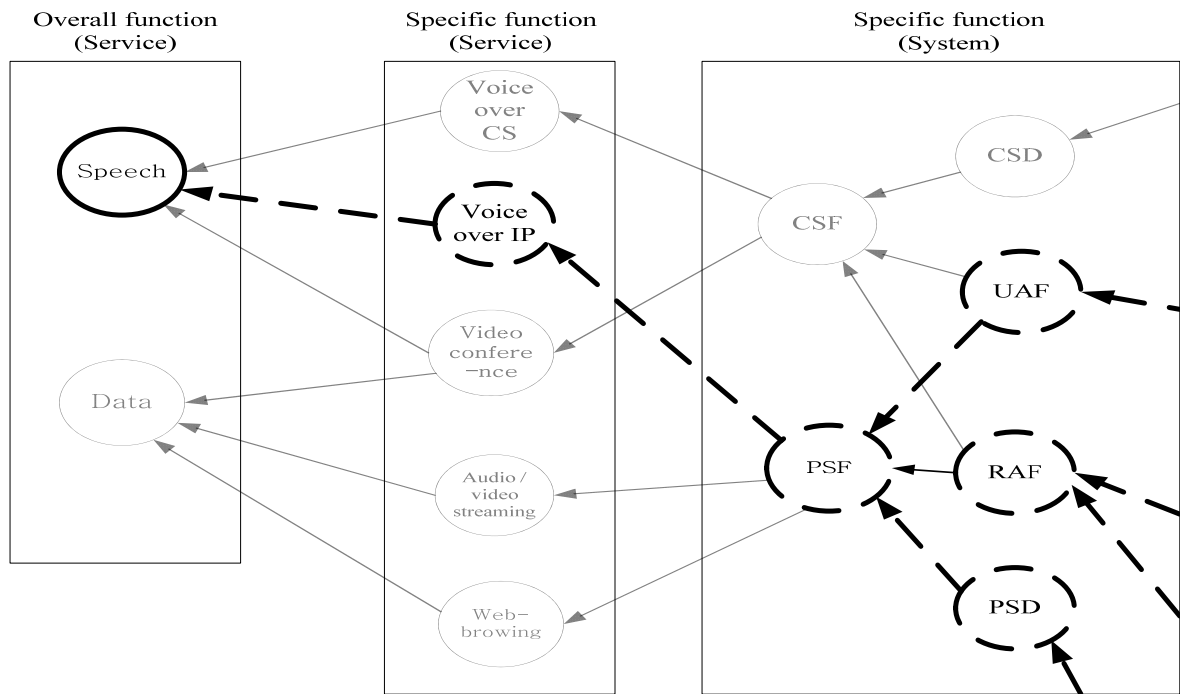 Overall function
(Service)
Specific function
(Service)
Specific function
(System)
Speech
Data
Voice
over
CS
Voice
over IP
Video
confere
-nce
Audio /
video
streaming
Web-
browing
CSF
CSD
UAF
PSF
RAF
PSD